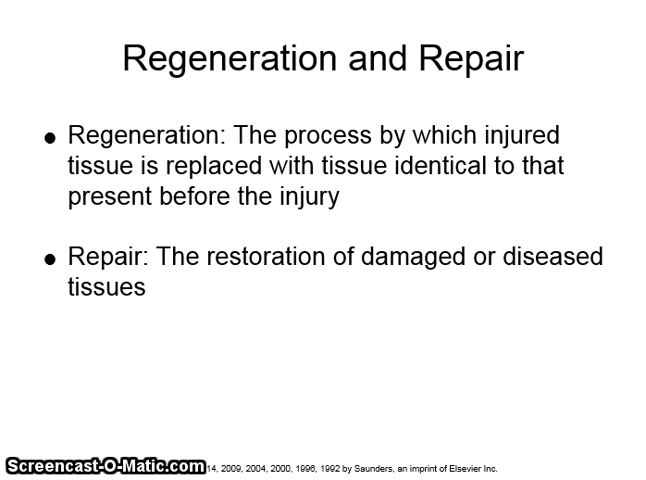 Regeneration and Repair
● Regeneration: The process by which injured
tissue is replaced with tissue identical to that
present before the injury
● Repair: The restoration of damaged or diseased
tissues
Screencast-O-Matic.com 14, 2009, 2004, 2000, 1996, 1992 by Saunders, an imprint of Elsevier Inc.